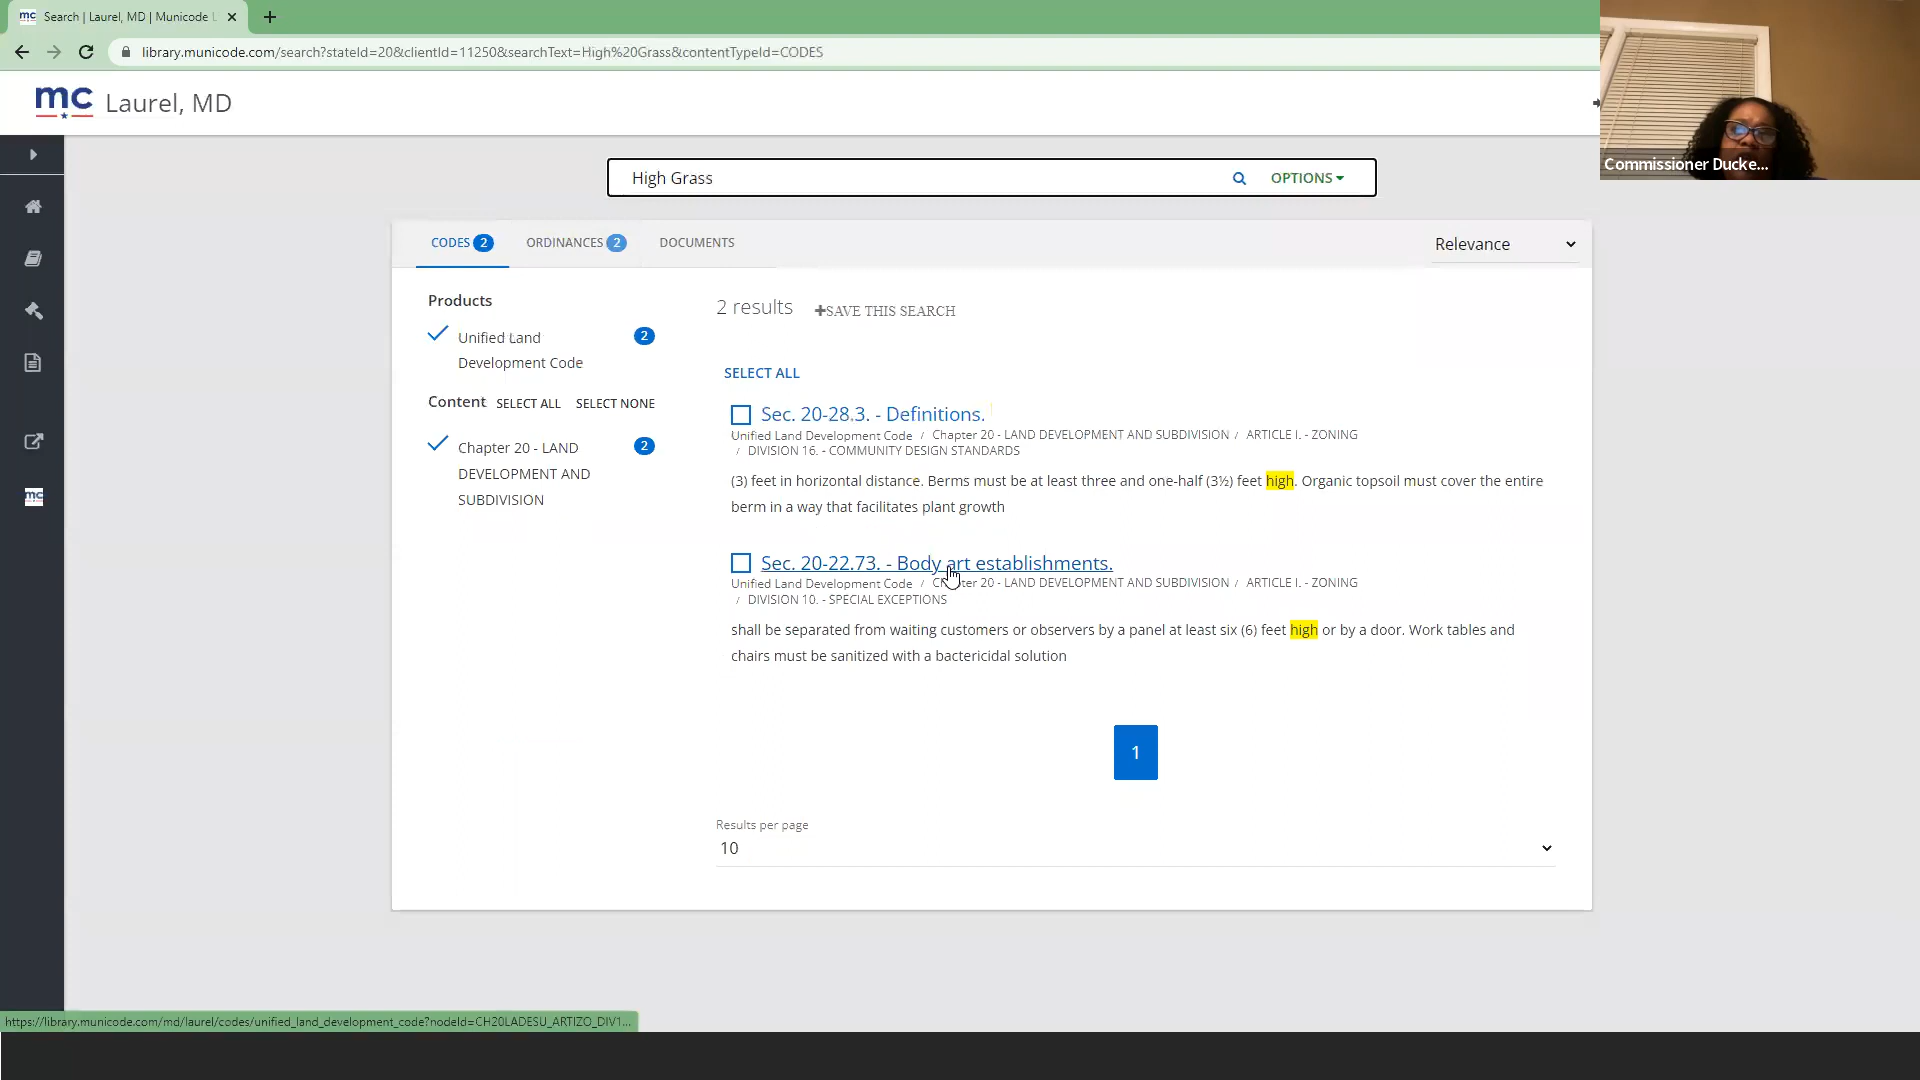 mc Search | Laurel, MD | Municode L
library.municode.com/search?stateId=20&clientId=11250&searchText=High%20Grass&contentTypeId=CODES
mc Laurel, MD
Commissioner Ducke...
High Grass OPTIONS
CODES 2 ORDINANCES 2 DOCUMENTS Relevance
Products
Unified Land 2
Development Code
Content SELECT ALL SELECT NONE
Chapter 20 - LAND 2
DEVELOPMENT AND
SUBDIVISION
mc
2 results +SAVE THIS SEARCH
SELECT ALL
Sec. 20-28.3. - Definitions.
Unified Land Development Code / Chapter 20 - LAND DEVELOPMENT AND SUBDIVISION / ARTICLE I. - ZONING
/ DIVISION 16. - COMMUNITY DESIGN STANDARDS
(3) feet in horizontal distance. Berms must be at least three and one-half (3½) feet high. Organic topsoil must cover the entire
berm in a way that facilitates plant growth
Sec. 20-22.73. - Body art establishments.
Unified Land Development Code / Chapter 20 - LAND DEVELOPMENT AND SUBDIVISION / ARTICLE I. - ZONING
/ DIVISION 10. - SPECIAL EXCEPTIONS
shall be separated from waiting customers or observers by a panel at least six (6) feet high or by a door. Work tables and
chairs must be sanitized with a bactericidal solution
1
Results per page
10
https://library.municode.com/md/laurel/codes/unified_land_development_code?nodeId=CH20LADESU_ARTIZO_DIV1...